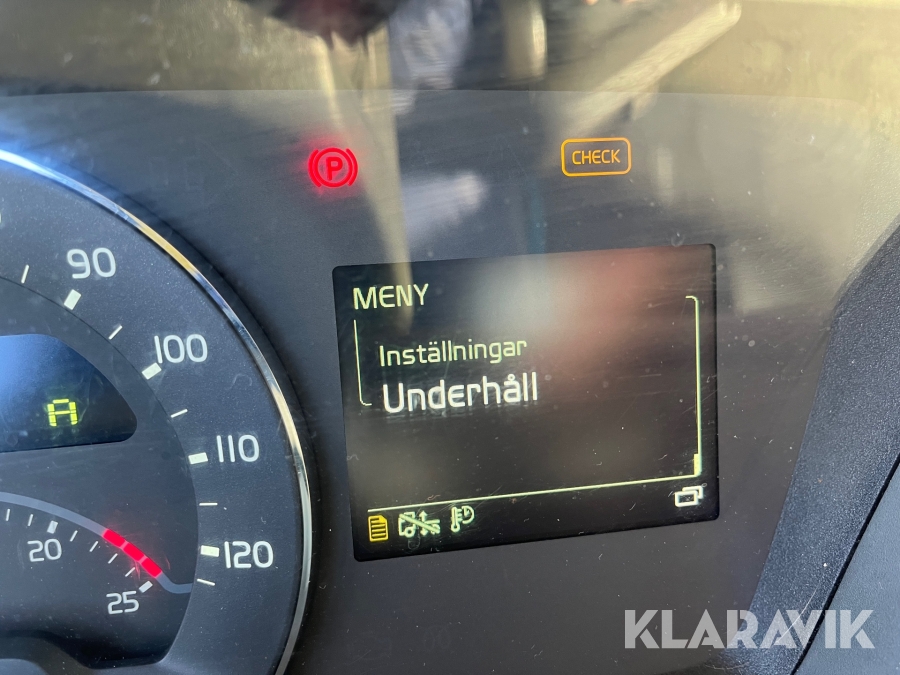 P
CHECK
90
100
110
120
A
20
25
MENY
Inställningar
Underhåll
KLARAVIK